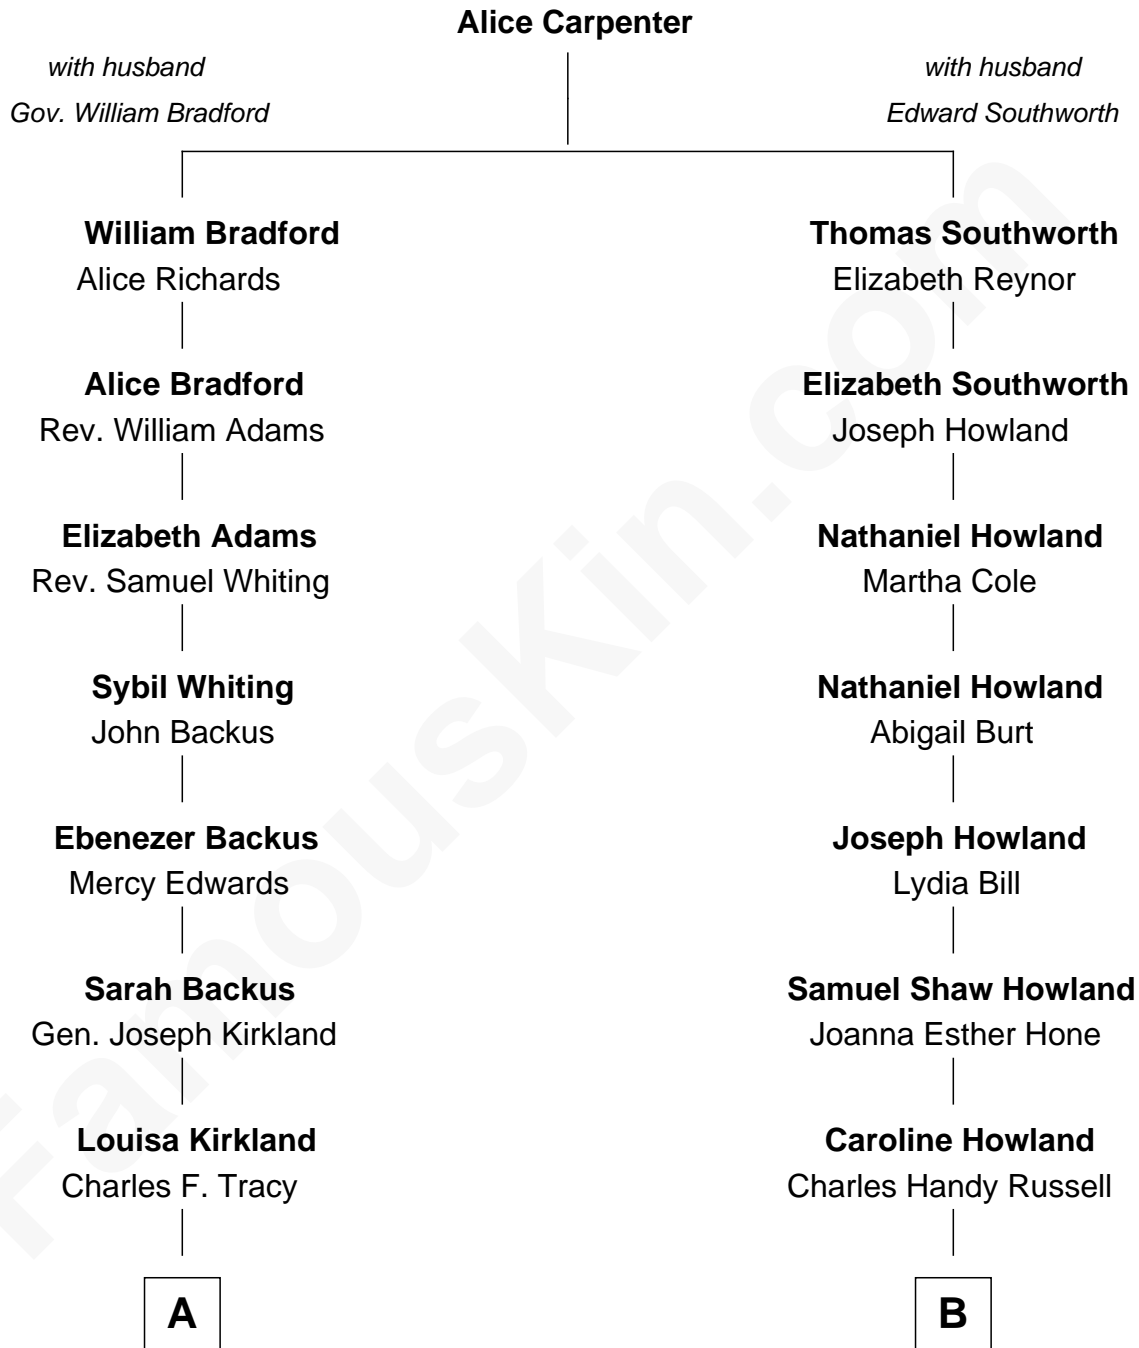 Alice Carpenter
with husband
Gov. William Bradford
with husband
Edward Southworth
William Bradford
Alice Richards
Thomas Southworth
Elizabeth Reynor
Alice Bradford
Rev. William Adams
Elizabeth Southworth
Joseph Howland
Elizabeth Adams
Rev. Samuel Whiting
Nathaniel Howland
Martha Cole
Sybil Whiting
John Backus
Nathaniel Howland
Abigail Burt
Ebenezer Backus
Mercy Edwards
Joseph Howland
Lydia Bill
Sarah Backus
Gen. Joseph Kirkland
Samuel Shaw Howland
Joanna Esther Hone
Louisa Kirkland
Charles F. Tracy
Caroline Howland
Charles Handy Russell
A
B
FamousKin.com